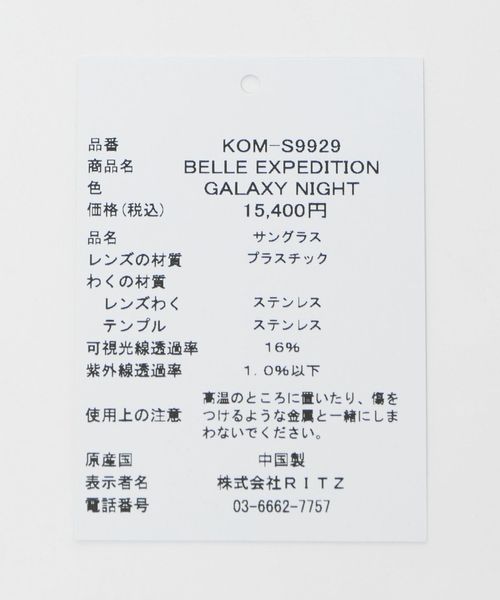 品番 KOM-S9929
商品名 BELLE EXPEDITION
色 GALAXY NIGHT
価格(税込) 15,400円
品名 サングラス
レンズの材質 プラスチック
わくの材質
レンズわく ステンレス
テンプル ステンレス
可視光線透過率 16%
紫外線透過率 1.0%以下
使用上の注意 高温のところに置いたり、傷を
つけるような金属と一緒にしま
わないでください。
原産国 中国製
表示者名 株式会社RITZ
電話番号 03-6662-7757